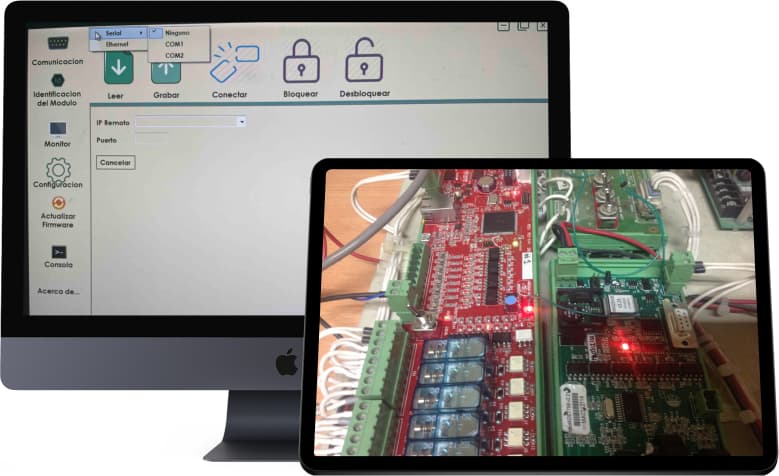 Serial
Ninguno
Ethernet
COM1
COM2
Comunicacion
Leer
Grabar
Conectar
Bloquear
Desbloquear
Identificacion
del Modulo
IP Remoto
Puerto
Monitor
Cancelar
Configuracion
Actualizar
Firmware
Consola
Acerca de...